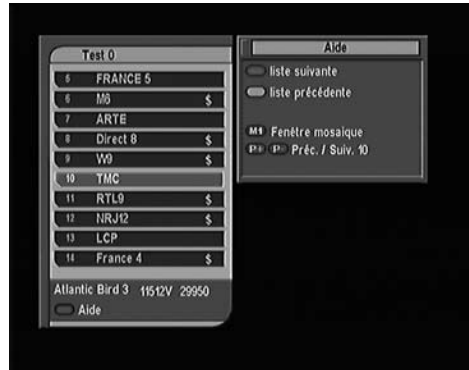 Test 0
5 FRANCE 5
6 M6 $
7 ARTE
8 Direct 8 $
9 W9 $
10 TMC
11 RTL9 $
12 NRJ12 $
13 LCP
14 France 4 $
Atlantic Bird 3 11512V 29950
Aide
Aide
liste suivante
liste précédente
M1 Fenêtre mosaique
P+ P- Préc. / Suiv. 10